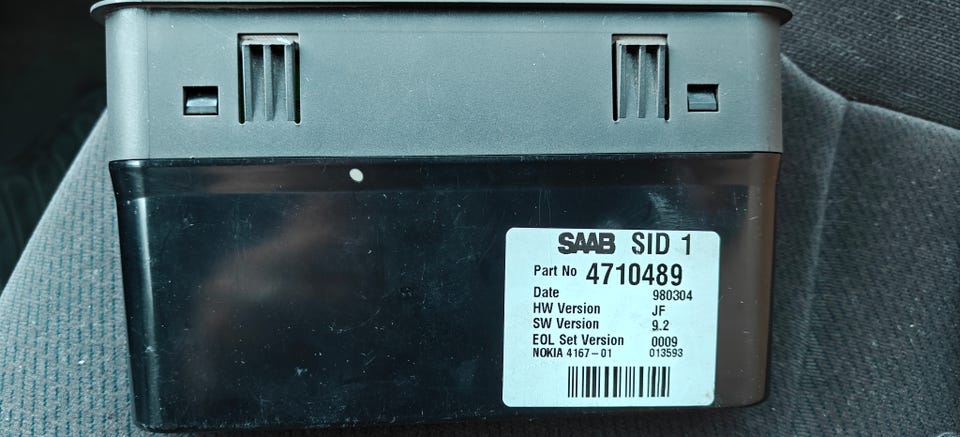 SAAB SID 1
Part No 4710489
Date 980304
HW Version JF
SW Version 9.2
EOL Set Version 0009
NOKIA 4167-01 013593